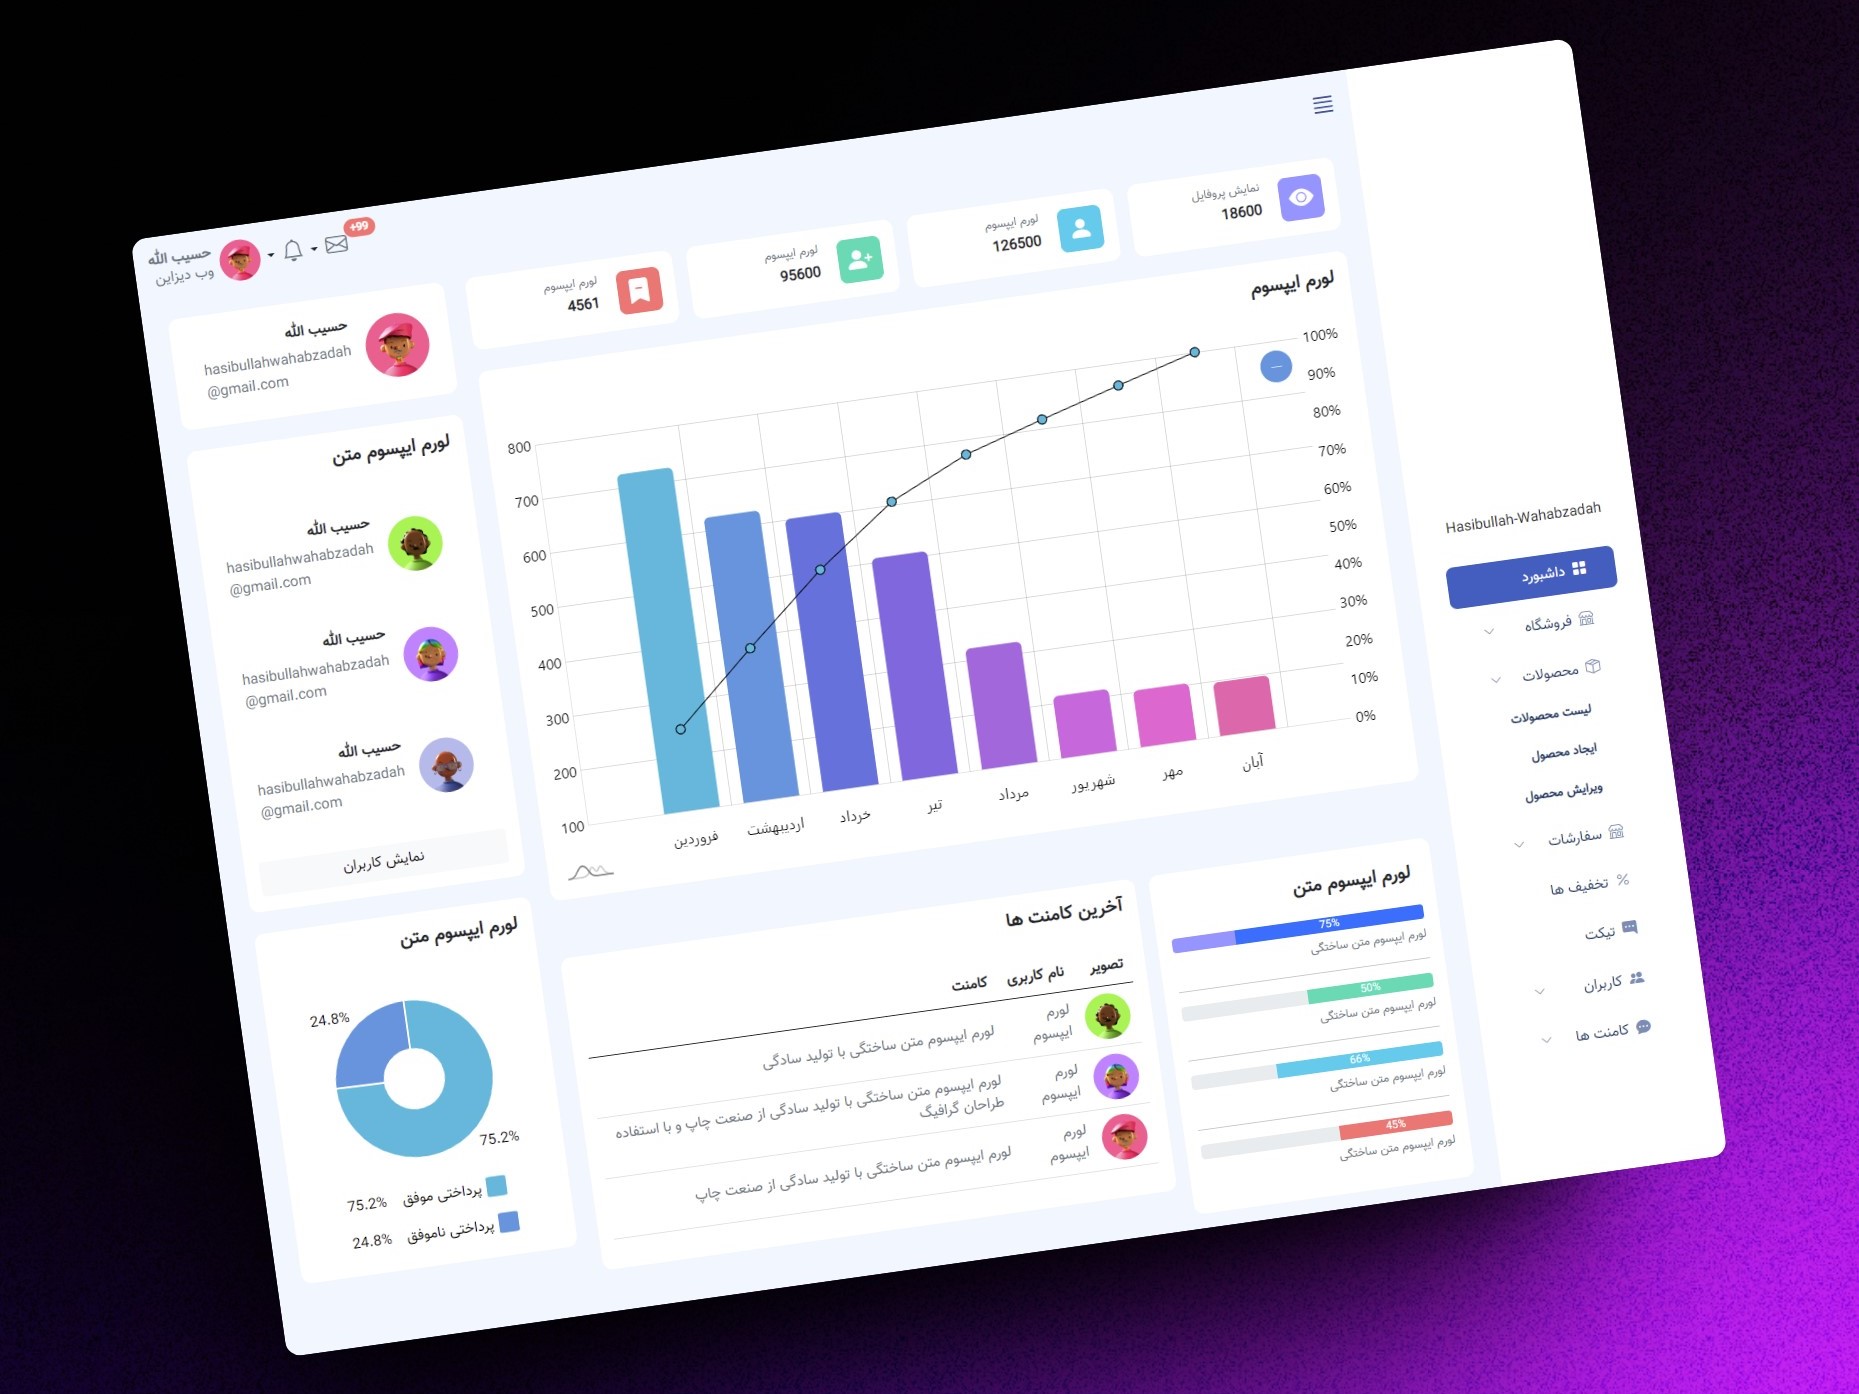 Hasibullah-Wahabzadah
داشبورد
فروشگاه
محصولات
لیست محصولات
ایجاد محصول
ویرایش محصول
سفارشات
تخفیف ها
تیکت
کاربران
کامنت ها
+99
حسیب الله
وب دیزاین
نمایش پروفایل
18600
لورم ایپسوم
126500
لورم ایپسوم
95600
لورم ایپسوم
4561
لورم ایپسوم
800
700
600
500
400
300
200
100
100%
90%
80%
70%
60%
50%
40%
30%
20%
10%
0%
فروردین
اردیبهشت
خرداد
تیر
مرداد
شهریور
مهر
آبان
حسیب الله
hasibullahwahabzadah
@gmail.com
لورم ایپسوم متن
حسیب الله
hasibullahwahabzadah
@gmail.com
حسیب الله
hasibullahwahabzadah
@gmail.com
حسیب الله
hasibullahwahabzadah
@gmail.com
نمایش کاربران
لورم ایپسوم متن
75%
لورم ایپسوم متن ساختگی
50%
لورم ایپسوم متن ساختگی
66%
لورم ایپسوم متن ساختگی
45%
لورم ایپسوم متن ساختگی
آخرین کامنت ها
تصویر نام کاربری کامنت
لورم
ایپسوم
لورم ایپسوم متن ساختگی با تولید سادگی
لورم
ایپسوم
لورم ایپسوم متن ساختگی با تولید سادگی از صنعت چاپ و با استفاده
طراحان گرافیگ
لورم
ایپسوم
لورم ایپسوم متن ساختگی با تولید سادگی از صنعت چاپ
لورم ایپسوم متن
24.8%
75.2%
پرداختی موفق 75.2%
پرداختی ناموفق 24.8%